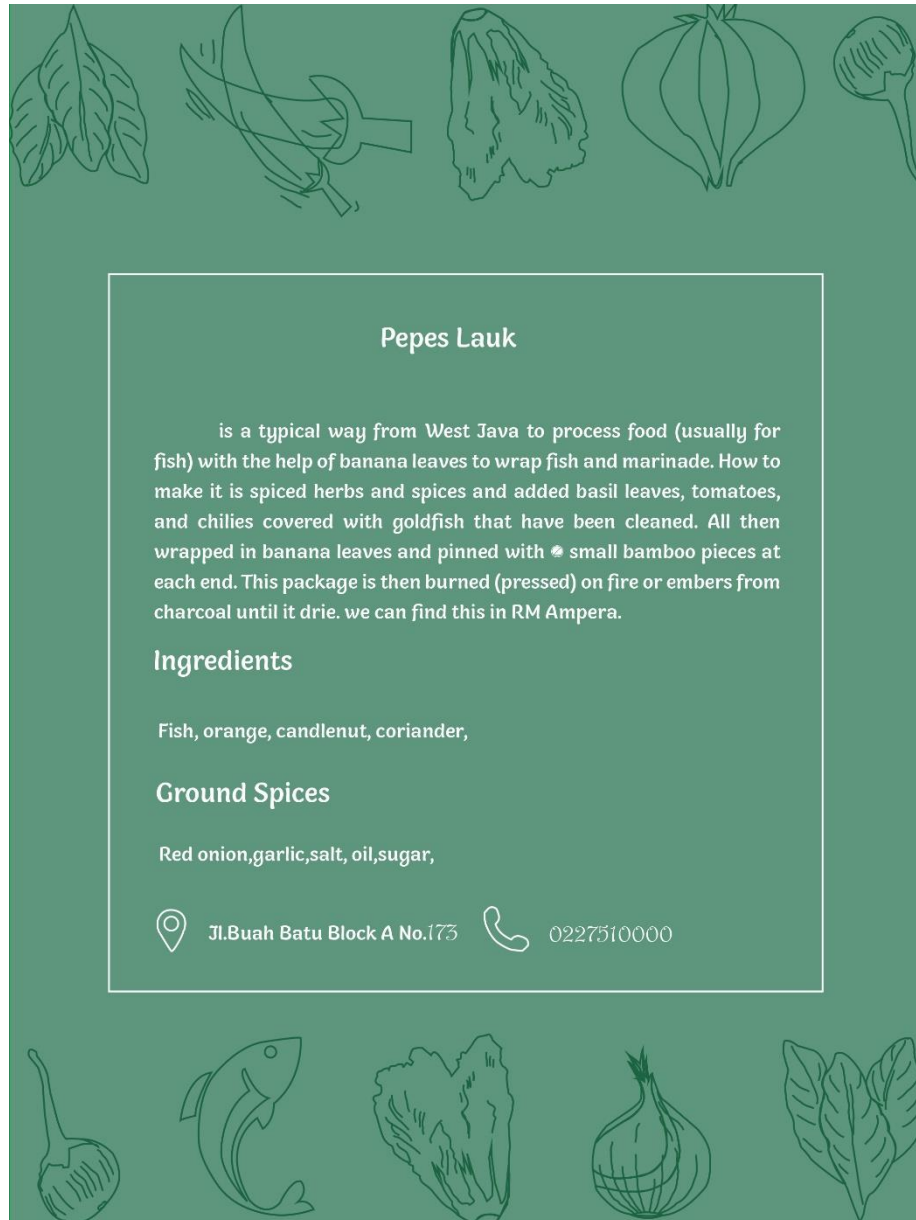 Pepes Lauk
is a typical way from West Java to process food (usually for
fish) with the help of banana leaves to wrap fish and marinade. How to
make it is spiced herbs and spices and added basil leaves, tomatoes,
and chilies covered with goldfish that have been cleaned. All then
wrapped in banana leaves and pinned with small bamboo pieces at
each end. This package is then burned (pressed) on fire or embers from
charcoal until it drie. we can find this in RM Ampera.
Ingredients
Fish, orange, candlenut, coriander,
Ground Spices
Red onion,garlic,salt, oil,sugar,
Jl.Buah Batu Block A No.173 0227510000